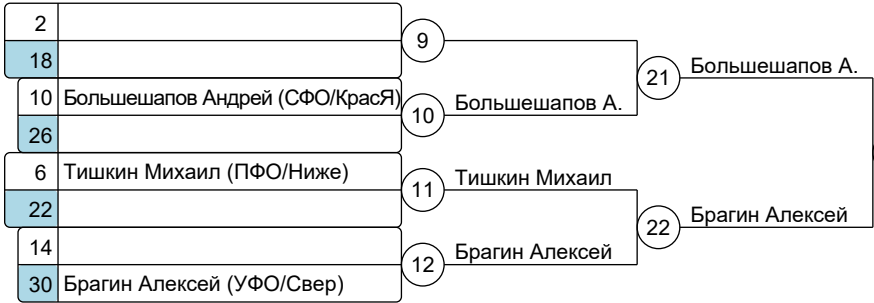 2
9
18
21
Большешапов А.
10 Большешапов Андрей (СФО/КрасЯ)
10
Большешапов А.
26
6 Тишкин Михаил (ПФО/Ниже)
11
Тишкин Михаил
22
22
Брагин Алексей
14
12
Брагин Алексей
30 Брагин Алексей (УФО/Свер)